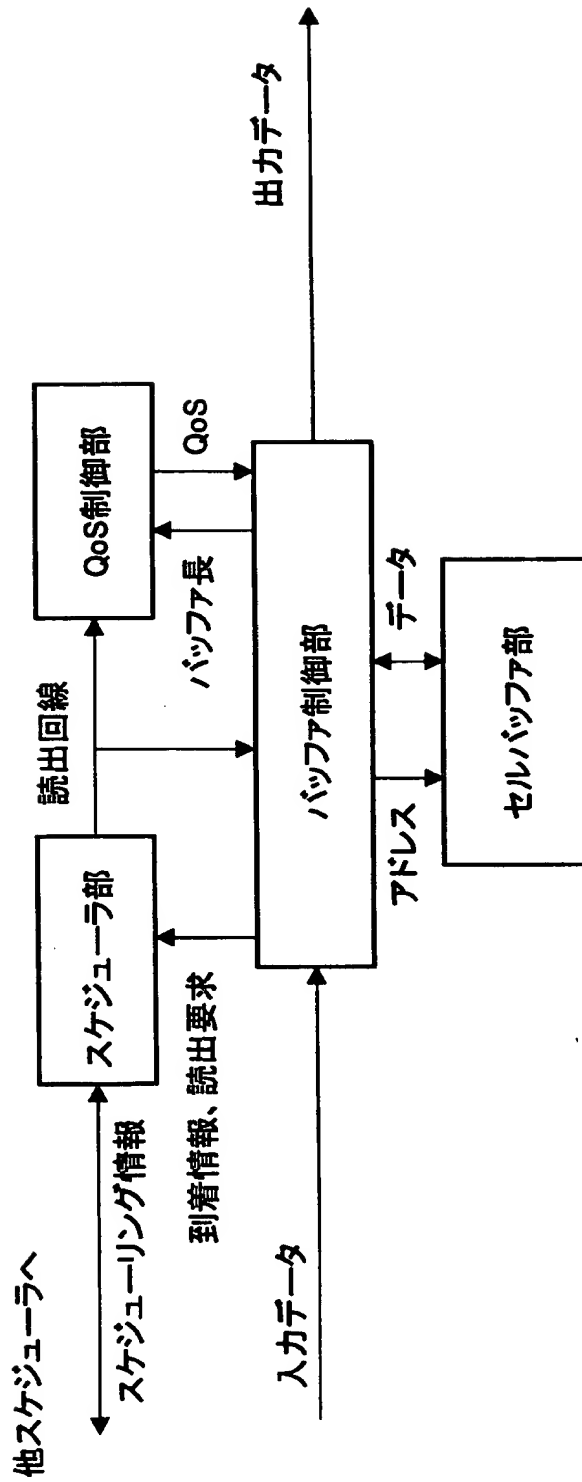 他スケジューラへ
スケジューリング情報
スケジューラ部
読出回線
QoS制御部
到着情報、読出要求
バッファ長
QoS
入力データ
バッファ制御部
出力データ
アドレス
データ
セルバッファ部